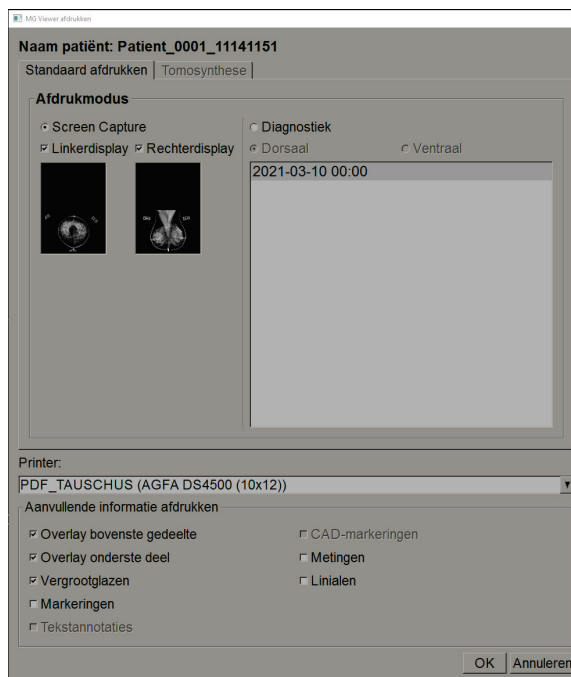 MG Viewer afdrukken
Naam patiënt: Patient_0001_11141151
Standaard afdrukken
Tomosynthese
Afdrukmodus
Screen Capture
Diagnostiek
Linkerdisplay
Rechterdisplay
Dorsaal
Ventraal
2021-03-10 00:00
Printer:
PDF_TAUSCHUS (AGFA DS4500 (10x12))
Aanvullende informatie afdrukken
Overlay bovenste gedeelte
CAD-markeringen
Overlay onderste deel
Metingen
Vergrootglazen
Linialen
Markeringen
Tekstannotaties
OK
Annuleren